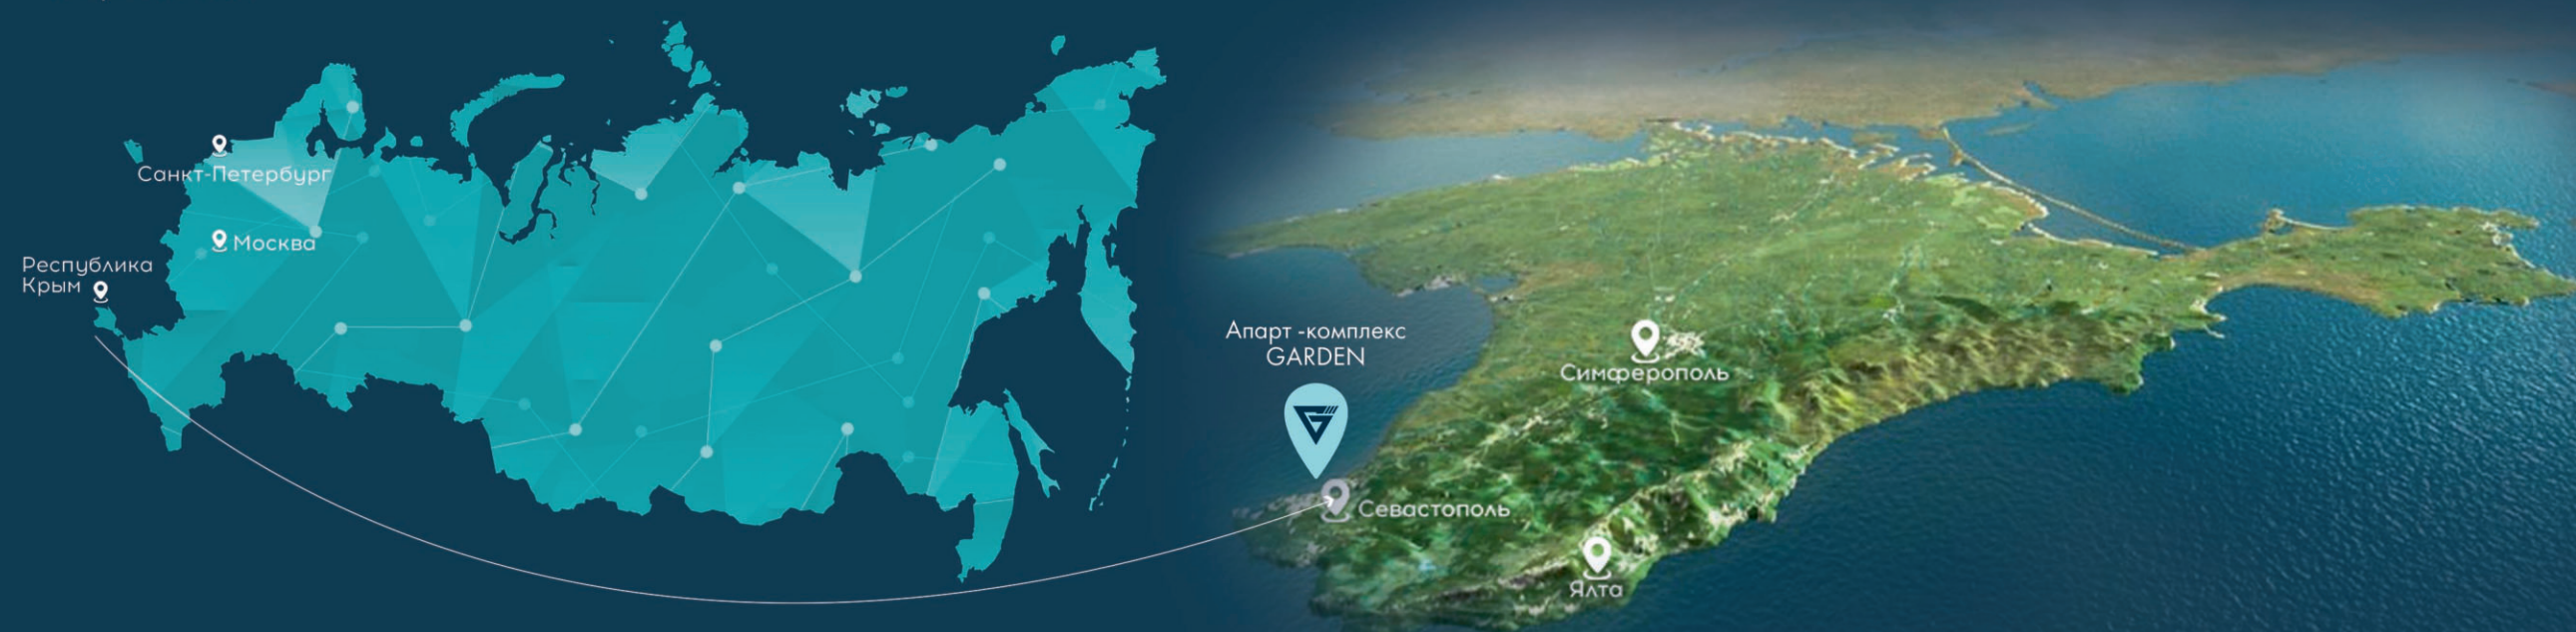 Санкт-Петербург
Москва
Республика
Крым
Апарт -комплекс
GARDEN
Симферополь
Севастополь
Ялта